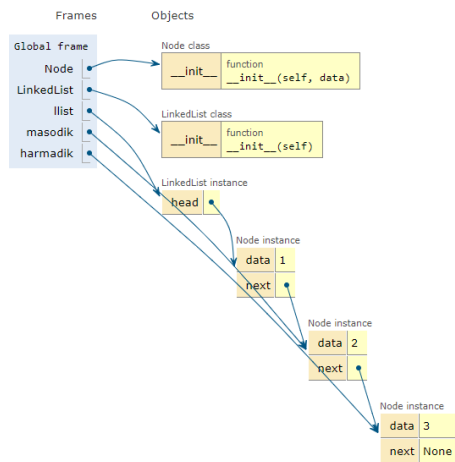 Frames Objects
Global frame
Node
LinkedList
llist
masodik
harmadik
Node class
__init__ function
__init__(self, data)
LinkedList class
__init__ function
__init__(self)
LinkedList instance
head
Node instance
data 1
next
Node instance
data 2
next
Node instance
data 3
next None